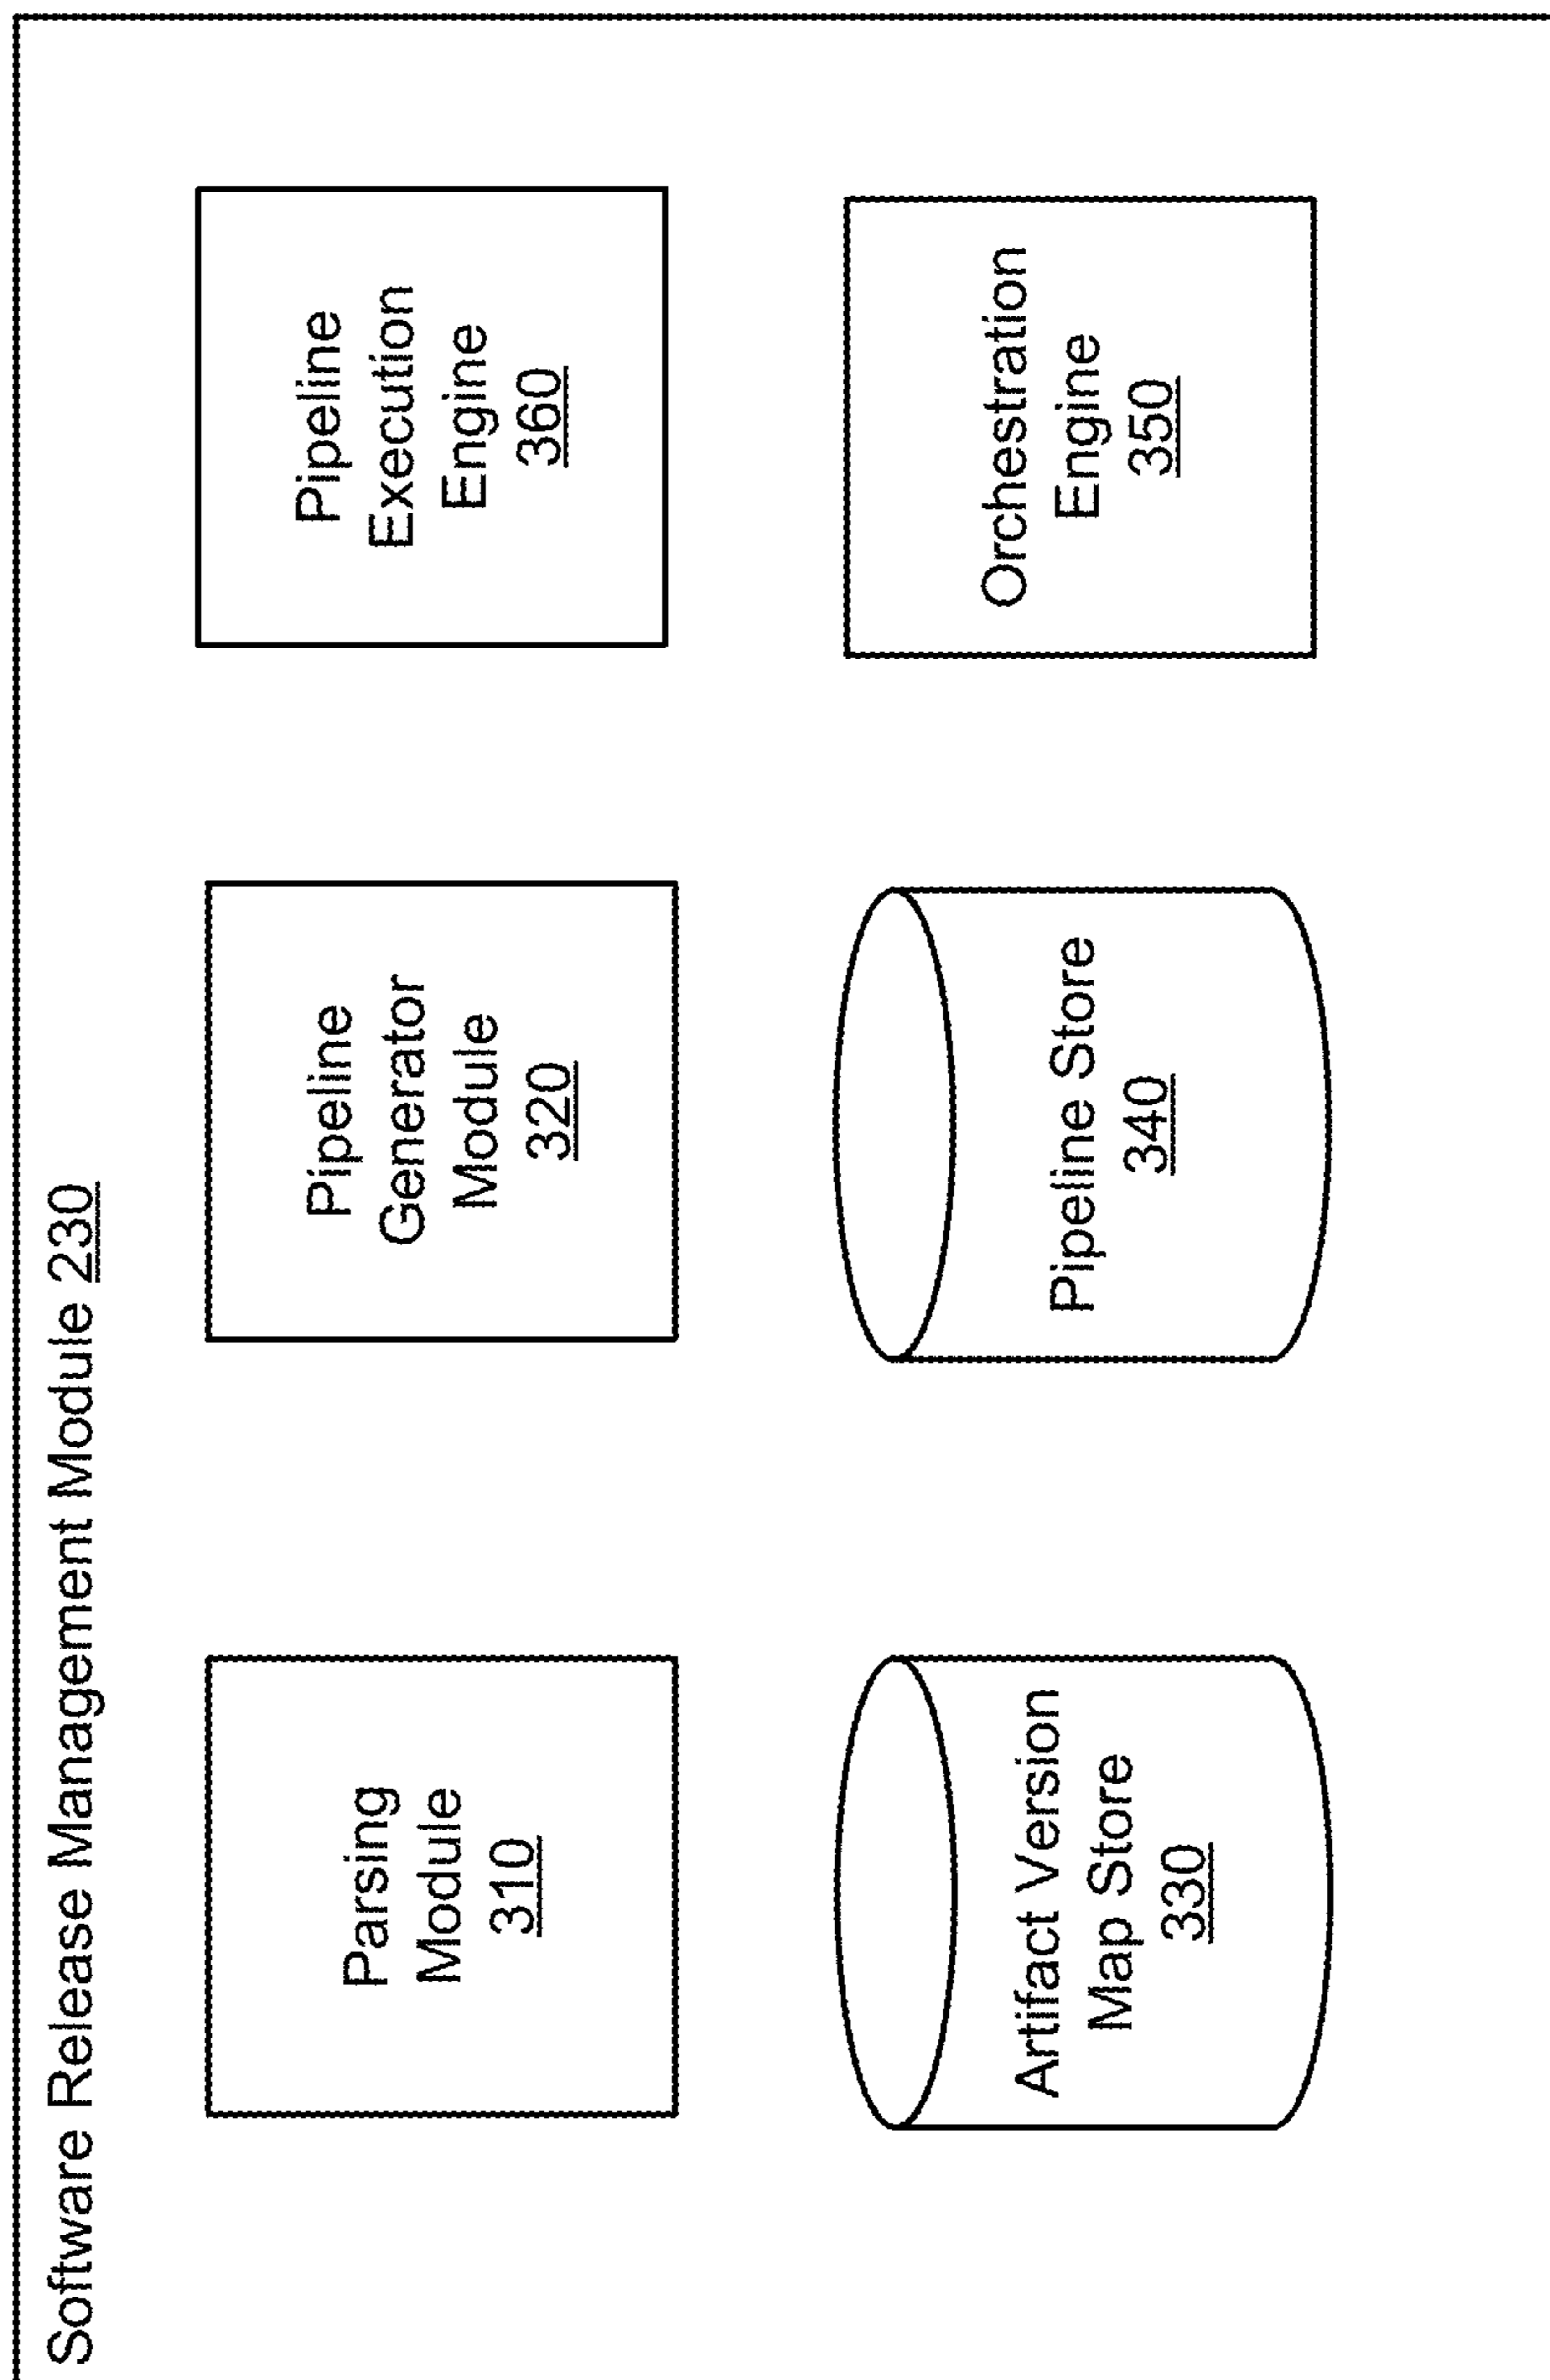 Software Release Management Module 230
Parsing
Module
310
Pipeline
Generator
Module
320
Pipeline
Execution
Engine
360
Artifact Version
Map Store
330
Pipeline Store
340
Orchestration
Engine
350